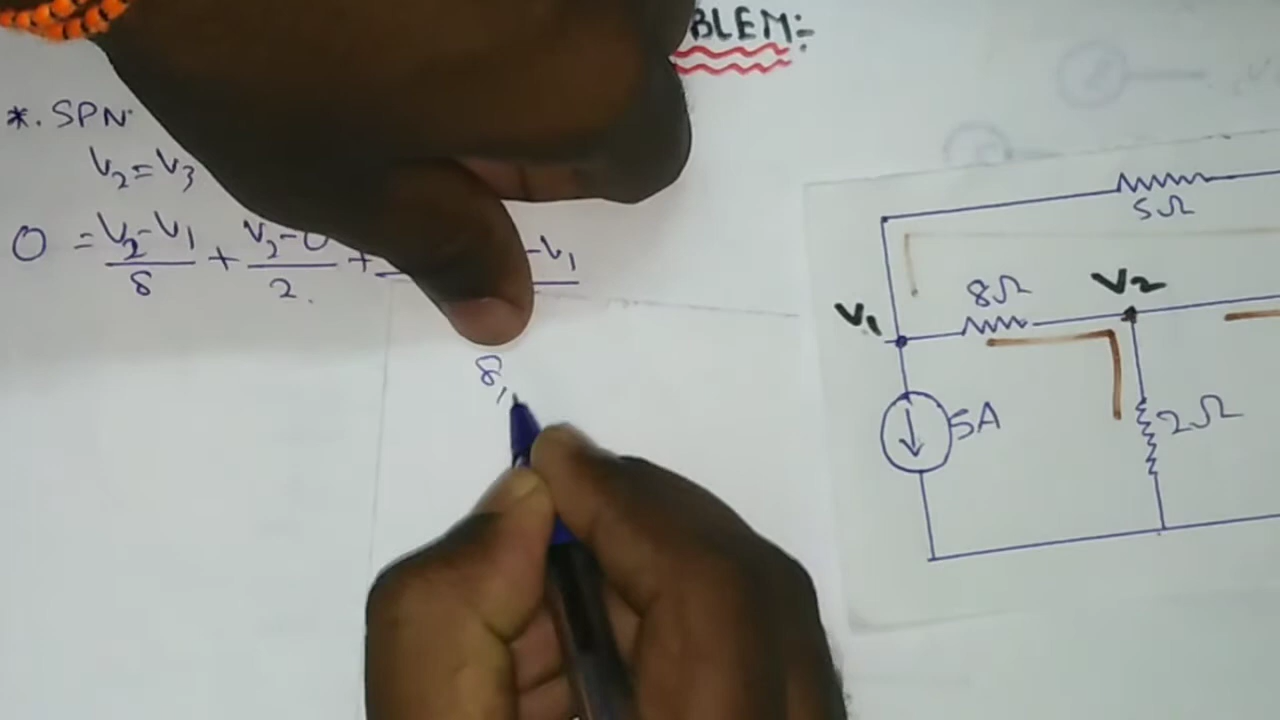 BLEM:-
*. SPN
V₂ = V₃
0 = V₂-V₁/8 + V₂-0/2 + -V₁
8,
5Ω
8Ω
V₂
V₁
5A
2Ω